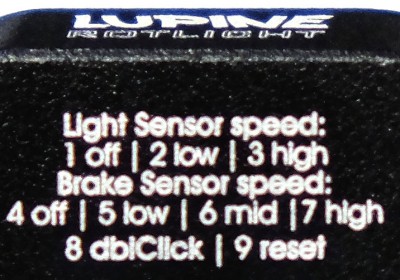 LUPINE
ROTLICHT
Light Sensor speed:
1 off | 2 low | 3 high
Brake Sensor speed:
4 off | 5 low | 6 mid | 7 high
8 dblClick | 9 reset